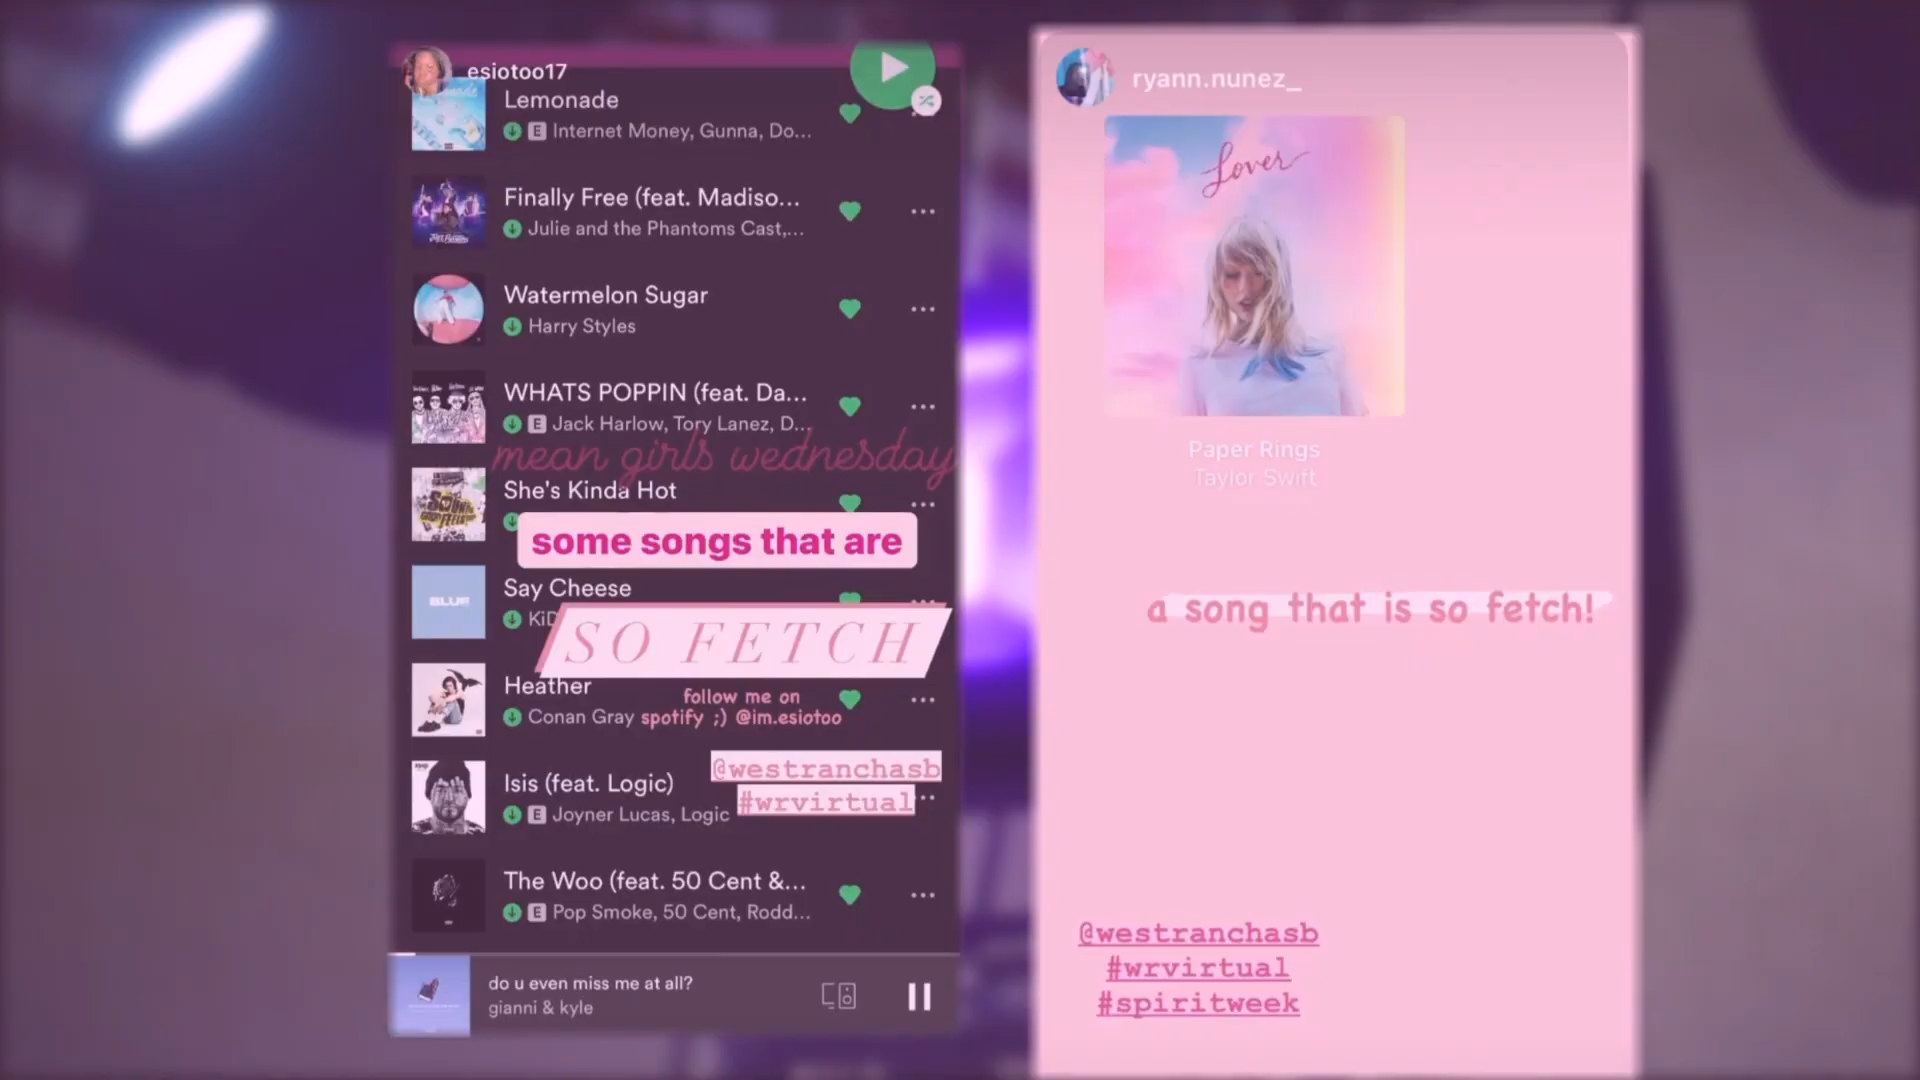 esiotoo17
Lemonade
E Internet Money, Gunna, Do...
Finally Free (feat. Madiso...
Julie and the Phantoms Cast,...
Watermelon Sugar
Harry Styles
WHATS POPPIN (feat. Da...
E Jack Harlow, Tory Lanez, D...
mean girls wednesday
She's Kinda Hot
some songs that are
BLUE
Say Cheese
KiD
SO FETCH
Heather
follow me on
Conan Gray
spotify ;) @im.esiotoo
@westranchasb
Isis (feat. Logic)
#wrvirtual
E Joyner Lucas, Logic
The Woo (feat. 50 Cent &...
E Pop Smoke, 50 Cent, Rodd...
do u even miss me at all?
gianni & kyle
ryann.nunez_
Lover
Paper Rings
Taylor Swift
a song that is so fetch!
@westranchasb
#wrvirtual
#spiritweek